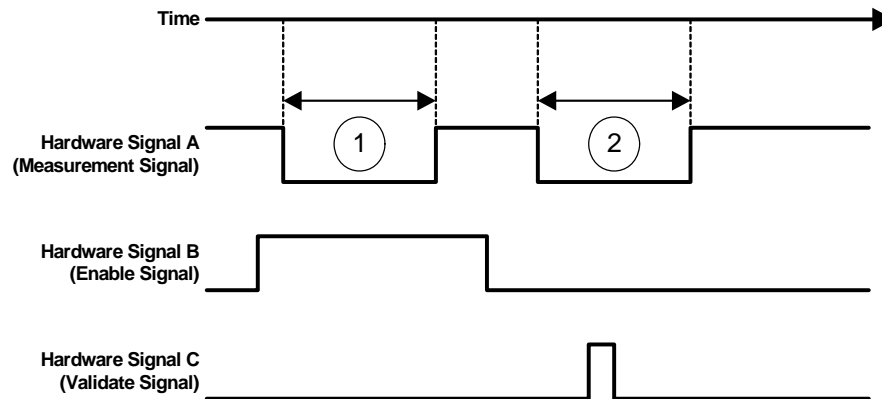 Time
1
2
Hardware Signal A
(Measurement Signal)
Hardware Signal B
(Enable Signal)
Hardware Signal C
(Validate Signal)